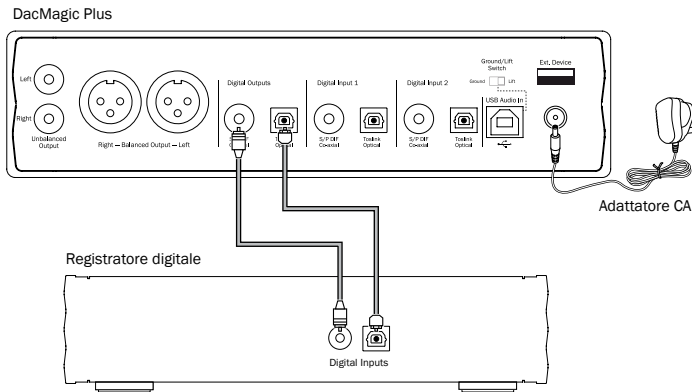 DacMagic Plus
Left
Right
Unbalanced
Output
Right — Balanced Output — Left
Digital Outputs
Digital Input 1
S/P DIF
Co-axial
Toslink
Optical
Digital Input 2
S/P DIF
Co-axial
Toslink
Optical
Ground/Lift
Switch
Ground
Lift
USB Audio In
Ext. Device
Adattatore CA
Registratore digitale
Digital Inputs